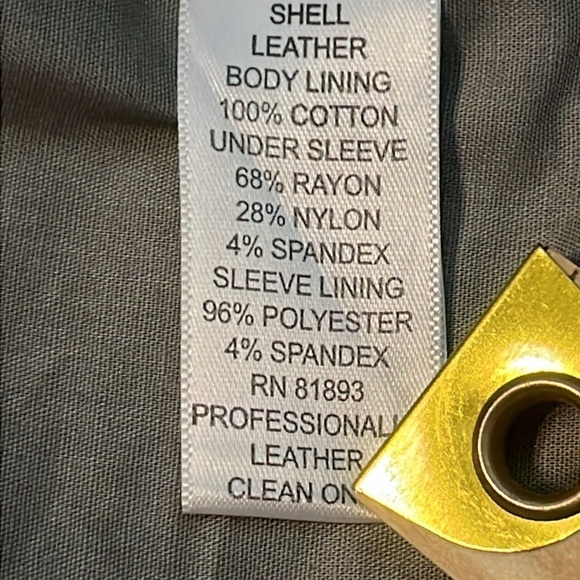 SHELL
LEATHER
BODY LINING
100% COTTON
UNDER SLEEVE
68% RAYON
28% NYLON
4% SPANDEX
SLEEVE LINING
96% POLYESTER
4% SPANDEX
RN 81893
PROFESSIONAL
LEATHER
CLEAN ON